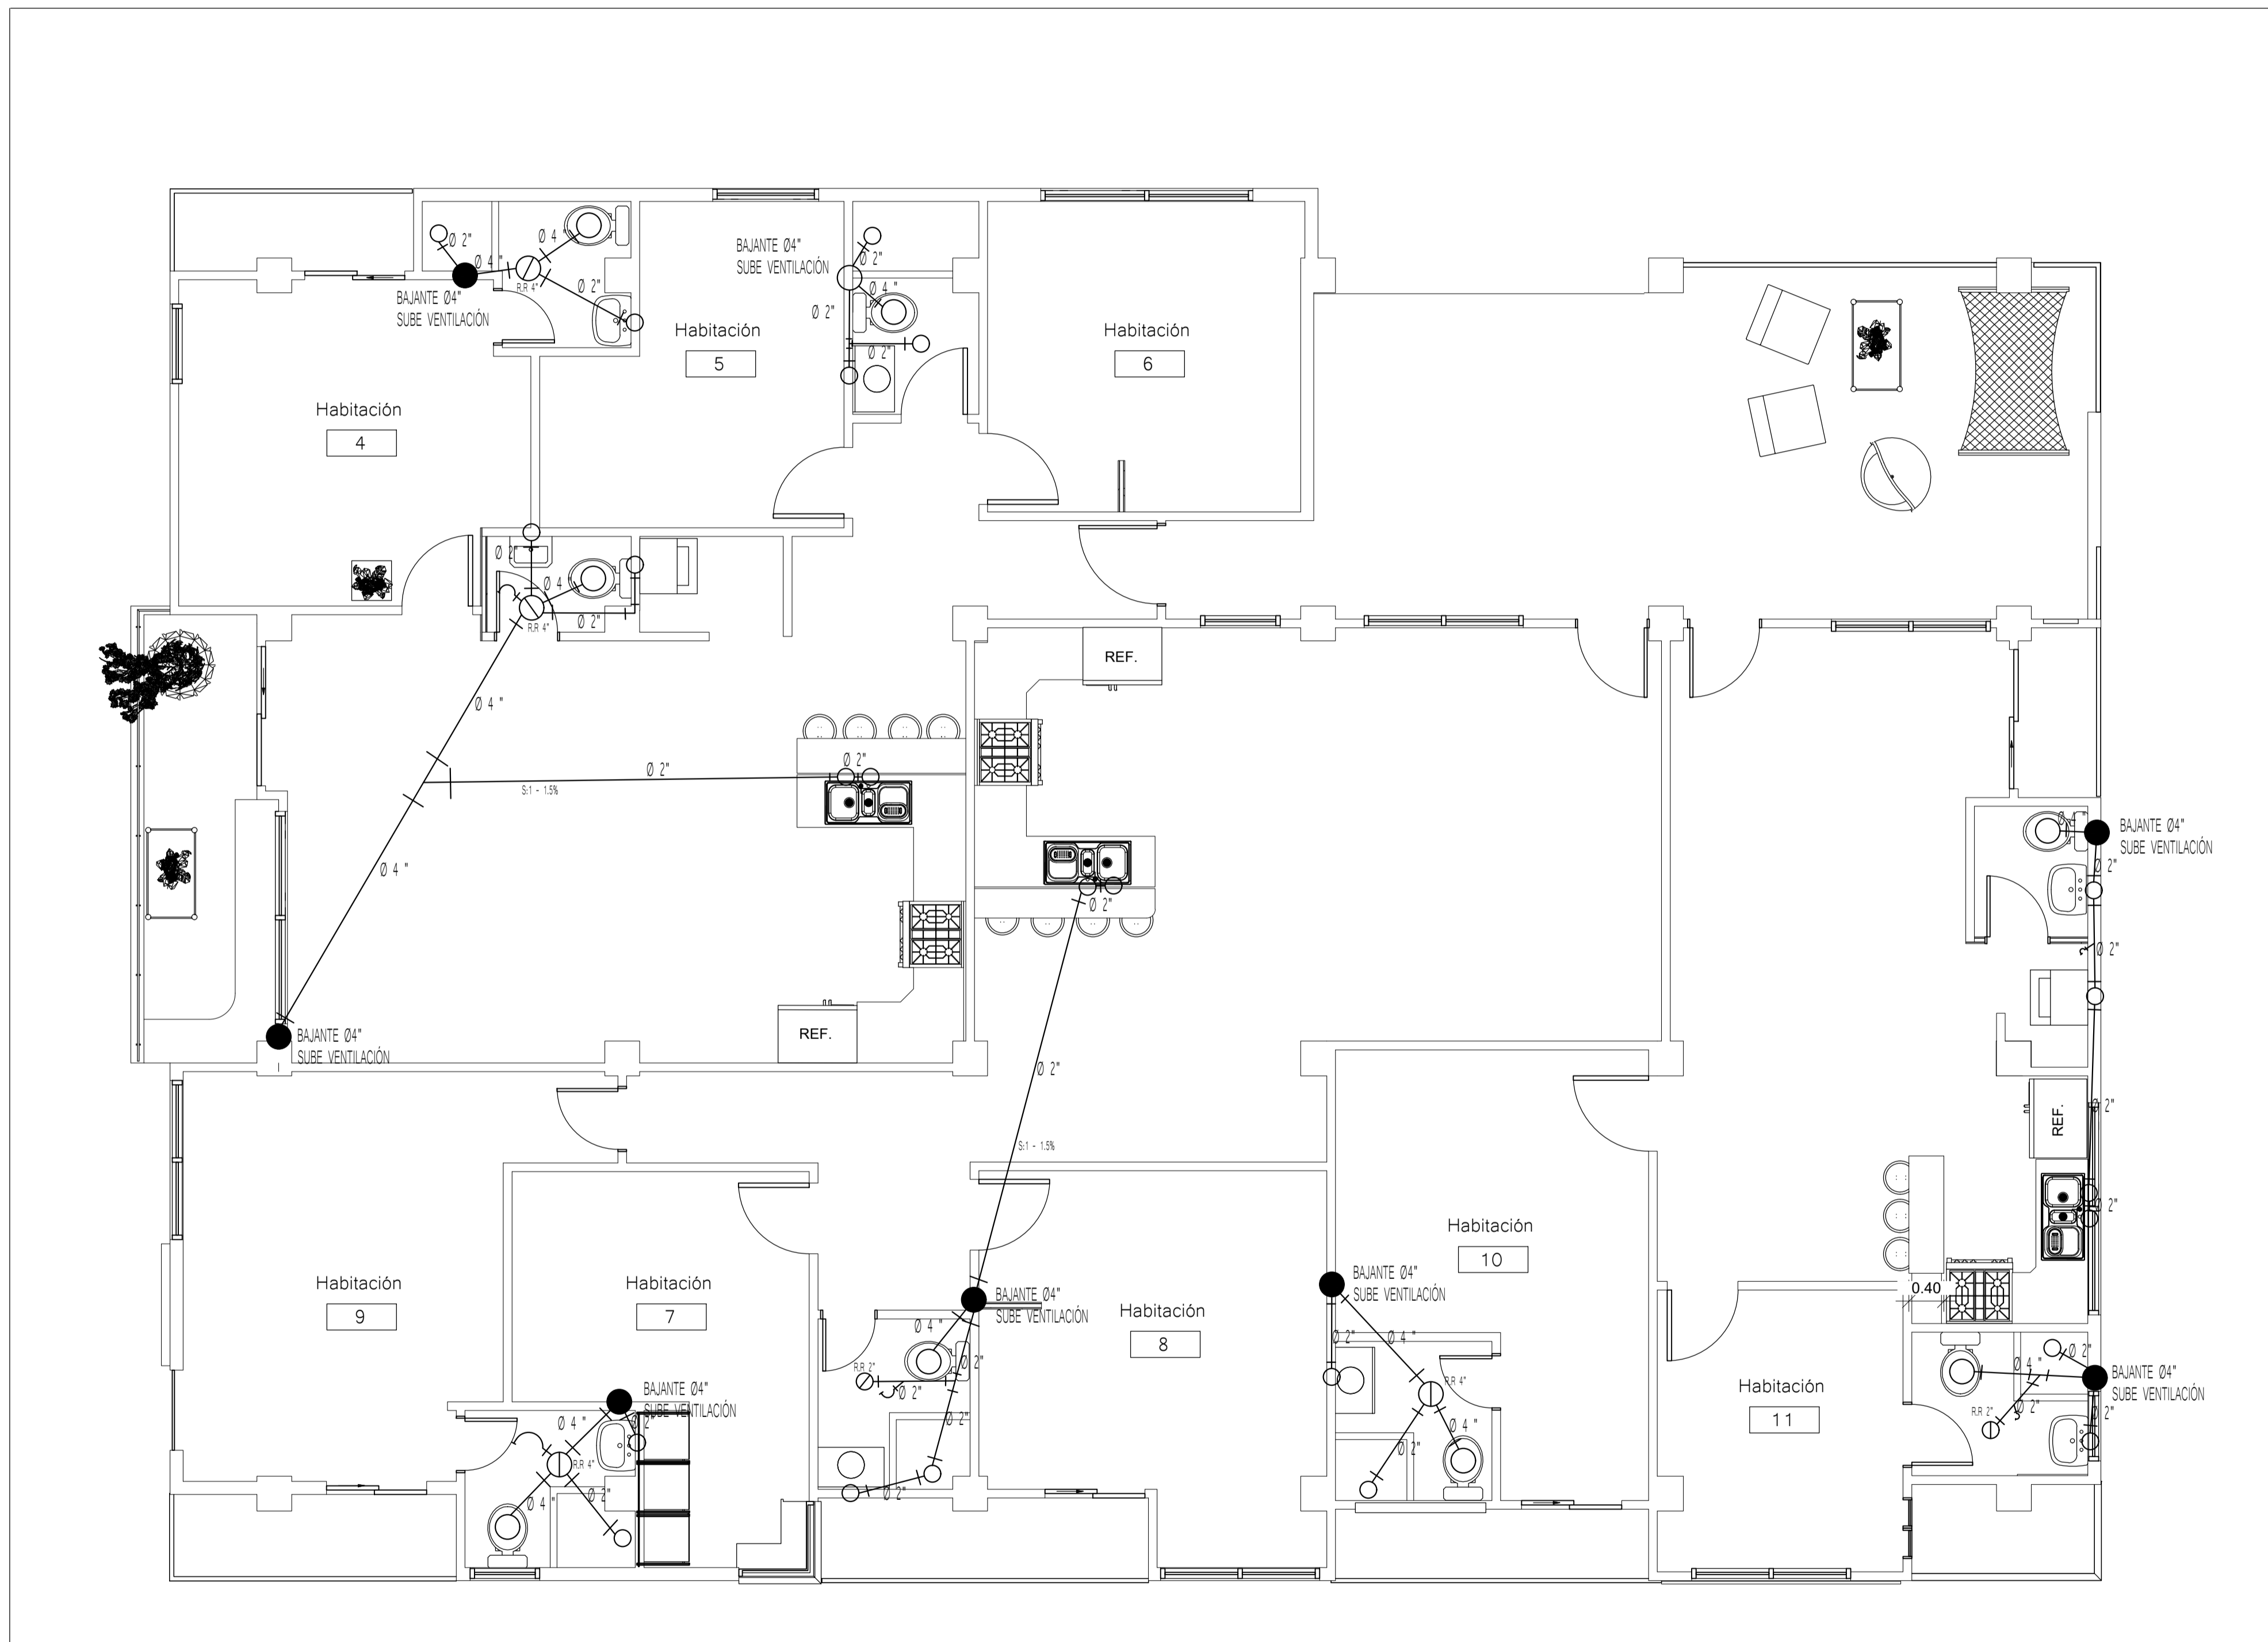 Ø 2"
Ø 4 "
Ø 4 "
R.R 4"
Ø 2"
BAJANTE Ø4"
SUBE VENTILACIÓN
BAJANTE Ø4"
SUBE VENTILACIÓN
Ø 2"
Ø 4 "
Ø 2"
Ø 2"
Habitación
5
Habitación
6
Habitación
4
Ø 2"
Ø 4 "
Ø 2"
R.R 4"
Ø 4 "
REF.
Ø 2"
Ø 2"
S:1 - 1.5%
Ø 4 "
Ø 2"
BAJANTE Ø4"
SUBE VENTILACIÓN
Ø 2"
Ø 2"
BAJANTE Ø4"
SUBE VENTILACIÓN
REF.
Ø 2"
S:1 - 1.5%
Ø 2"
REF.
Ø 2"
Habitación
9
Habitación
7
Habitación
8
Habitación
10
Habitación
11
0.40
BAJANTE Ø4"
SUBE VENTILACIÓN
Ø 4 "
Ø 2"
R.R 2"
Ø 2"
Ø 2"
Ø 2"
BAJANTE Ø4"
SUBE VENTILACIÓN
Ø 2"
Ø 4 "
R.R 4"
Ø 4 "
Ø 2"
BAJANTE Ø4"
SUBE VENTILACIÓN
Ø 4 "
Ø 2"
R.R 4"
Ø 4 "
Ø 2"
BAJANTE Ø4"
SUBE VENTILACIÓN
Ø 2"
Ø 4 "
Ø 2"
R.R 2"
Ø 2"